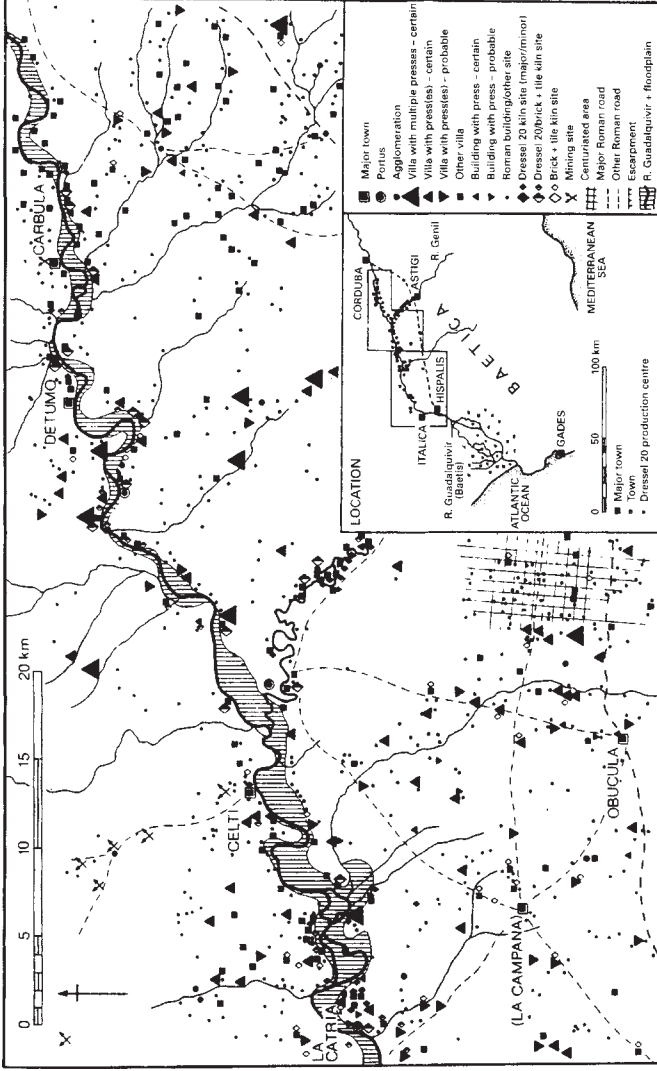 0 5 10 15 20 km
CARBULA
DETUMO
CELTI
LA
CATRIA
(LA CAMPANA)
OBUCULA
LOCATION
CORDUBA
ASTIGI
R. Genil
ITALICA
HISPALIS
BAETICA
R. Guadalquivir
(Baetis)
ATLANTIC
OCEAN
GADES
MEDITERRANEAN
SEA
0 50 100 km
Major town
Town
Dressel 20 production centre
Major town
Portus
Agglomeration
Villa with multiple presses – certain
Villa with press(es) – certain
Villa with press(es) – probable
Other villa
Building with press – certain
Building with press – probable
Roman building/other site
Dressel 20 kiln site (major/minor)
Dressel 20/brick + tile kiln site
Brick + tile kiln site
Mining site
Centuriated area
Major Roman road
Other Roman road
Escarpment
R. Guadalquivir + floodplain